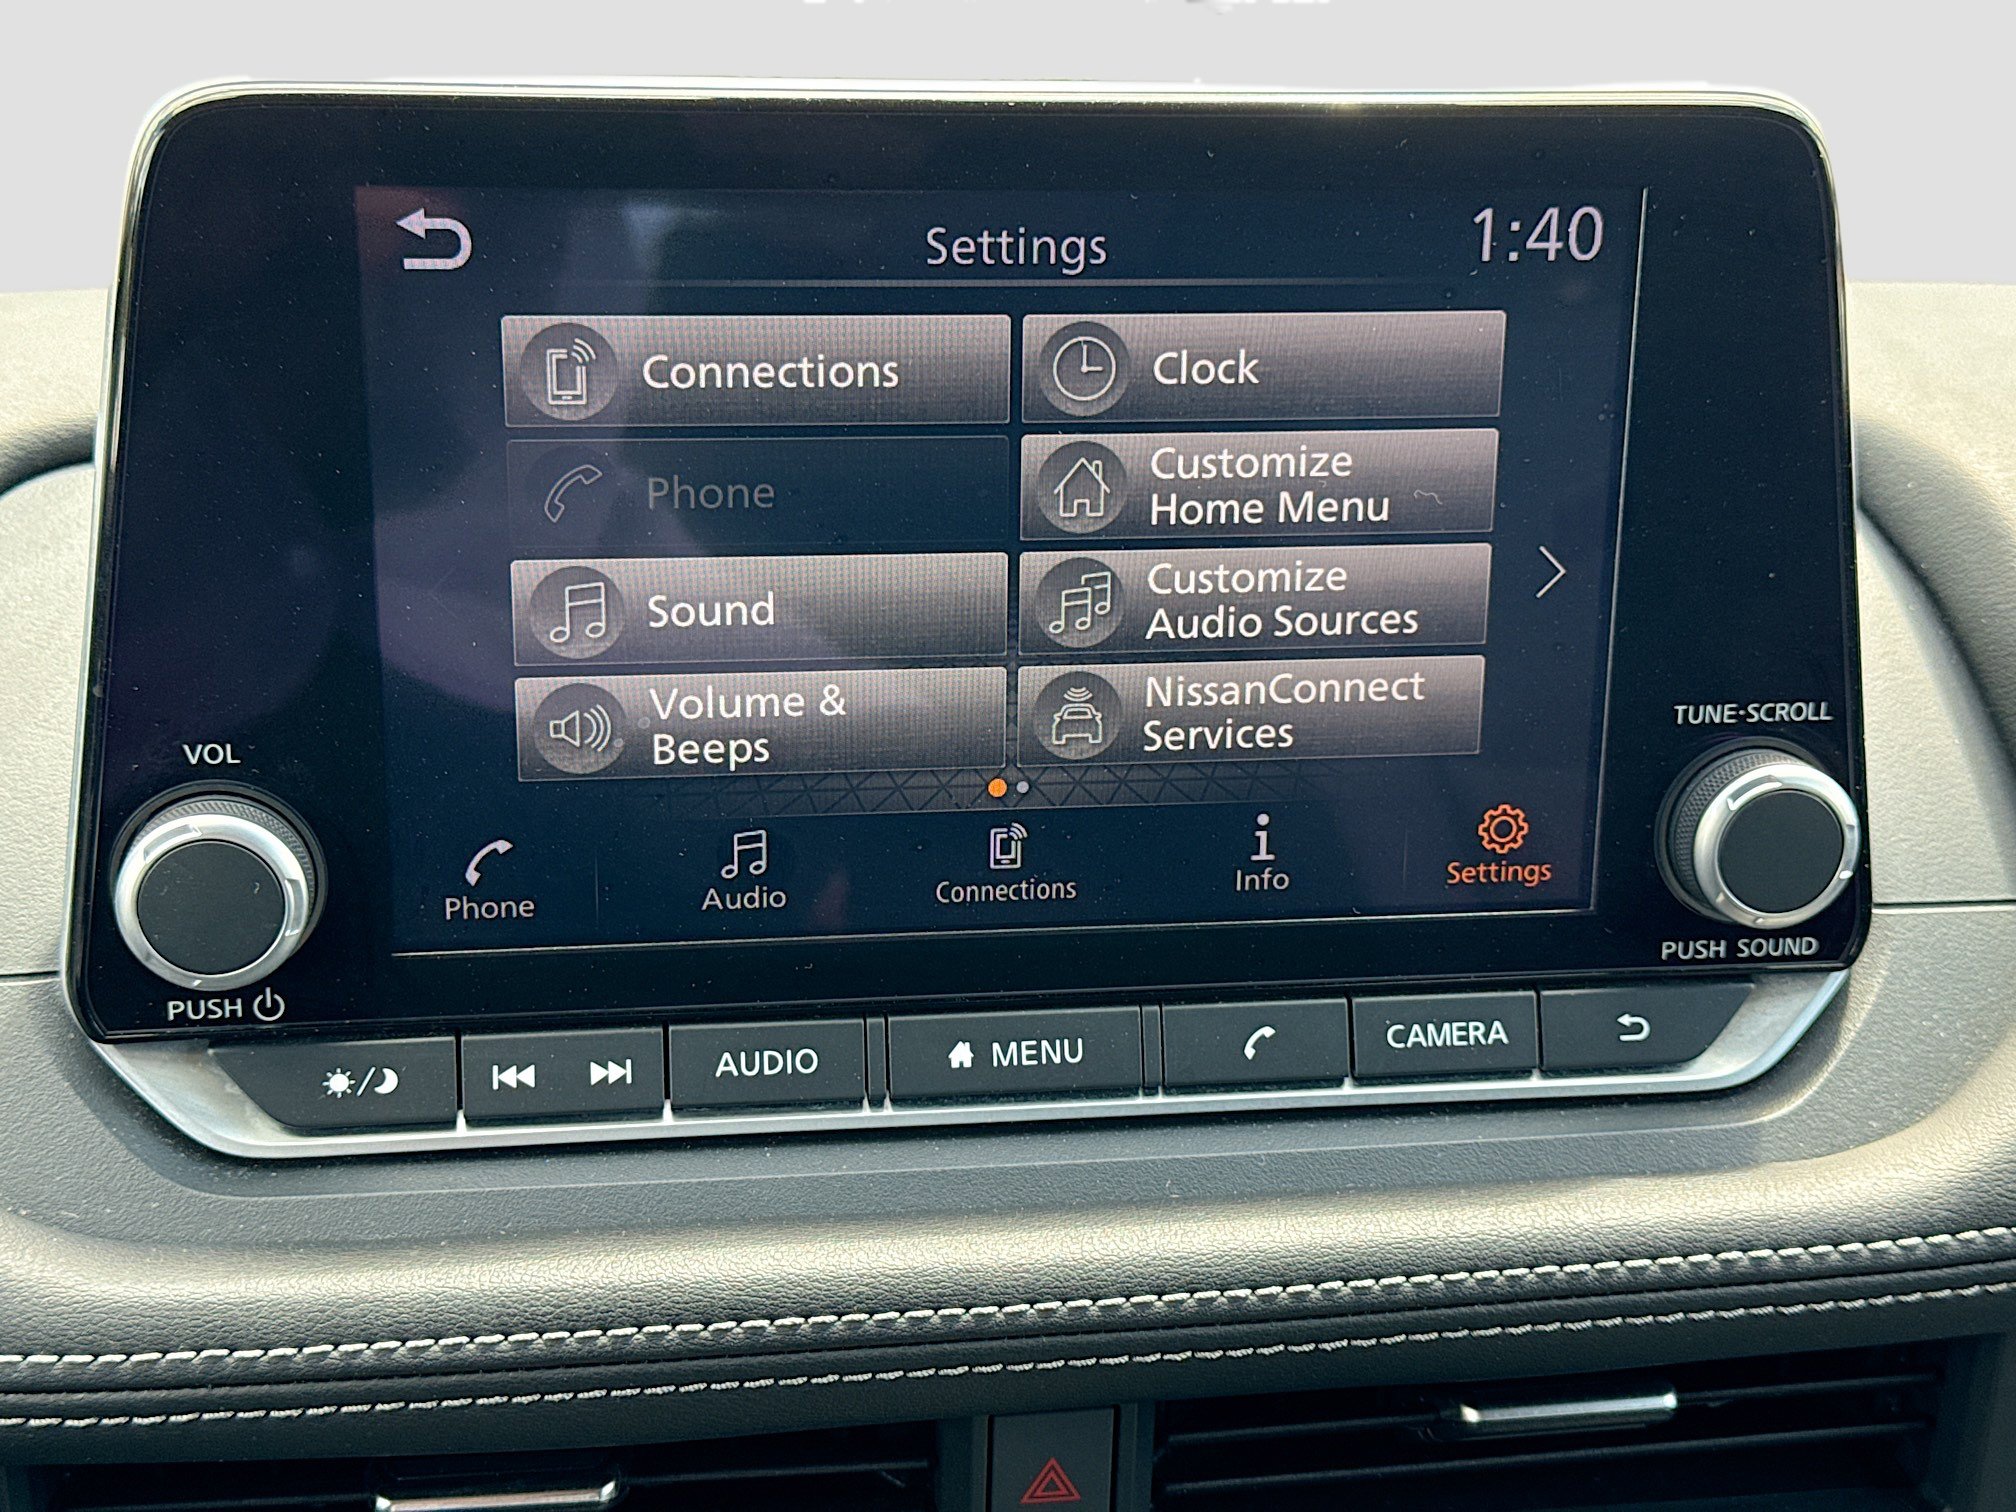 Settings
1:40
Connections
Clock
Phone
Customize
Home Menu
Sound
Customize
Audio Sources
Volume &
Beeps
NissanConnect
Services
VOL
TUNE·SCROLL
Phone
Audio
Connections
Info
Settings
PUSH
PUSH SOUND
AUDIO
MENU
CAMERA